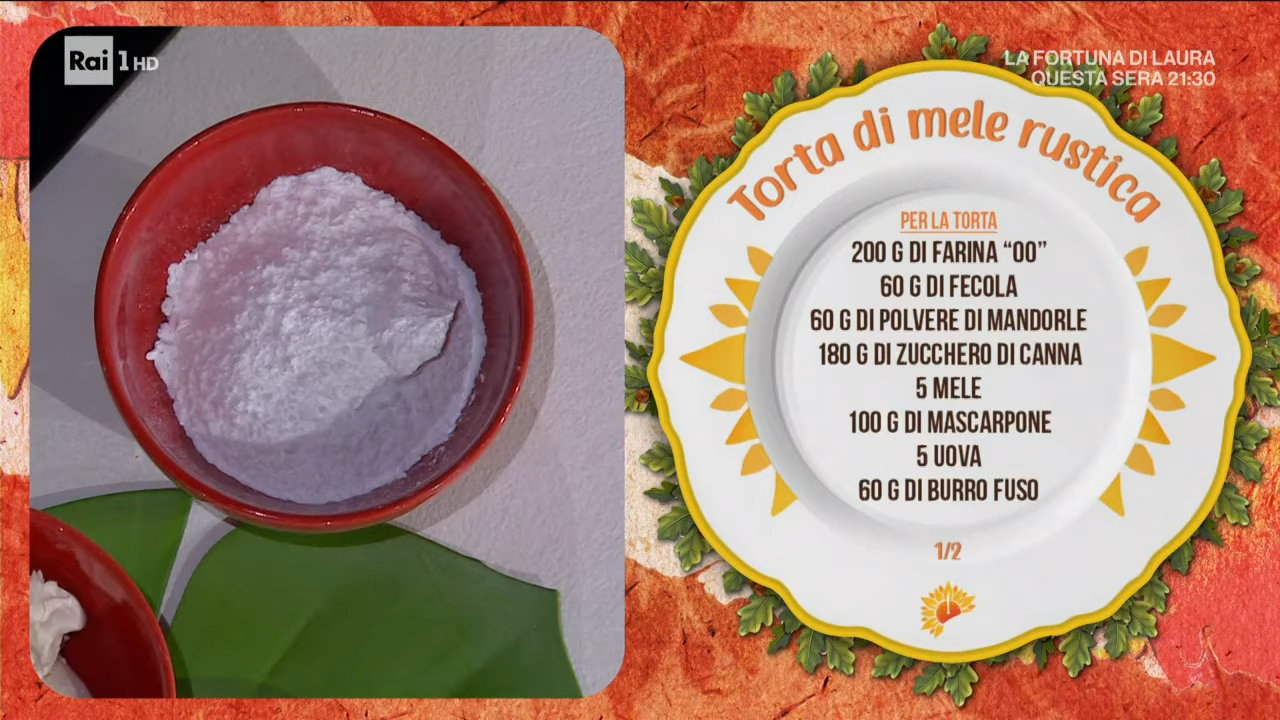 Rai 1 HD
LA FORTUNA DI LAURA
QUESTA SERA 21:30
Torta di mele rustica
PER LA TORTA
200 G DI FARINA “00”
60 G DI FECOLA
60 G DI POLVERE DI MANDORLE
180 G DI ZUCCHERO DI CANNA
5 MELE
100 G DI MASCARPONE
5 UOVA
60 G DI BURRO FUSO
1/2